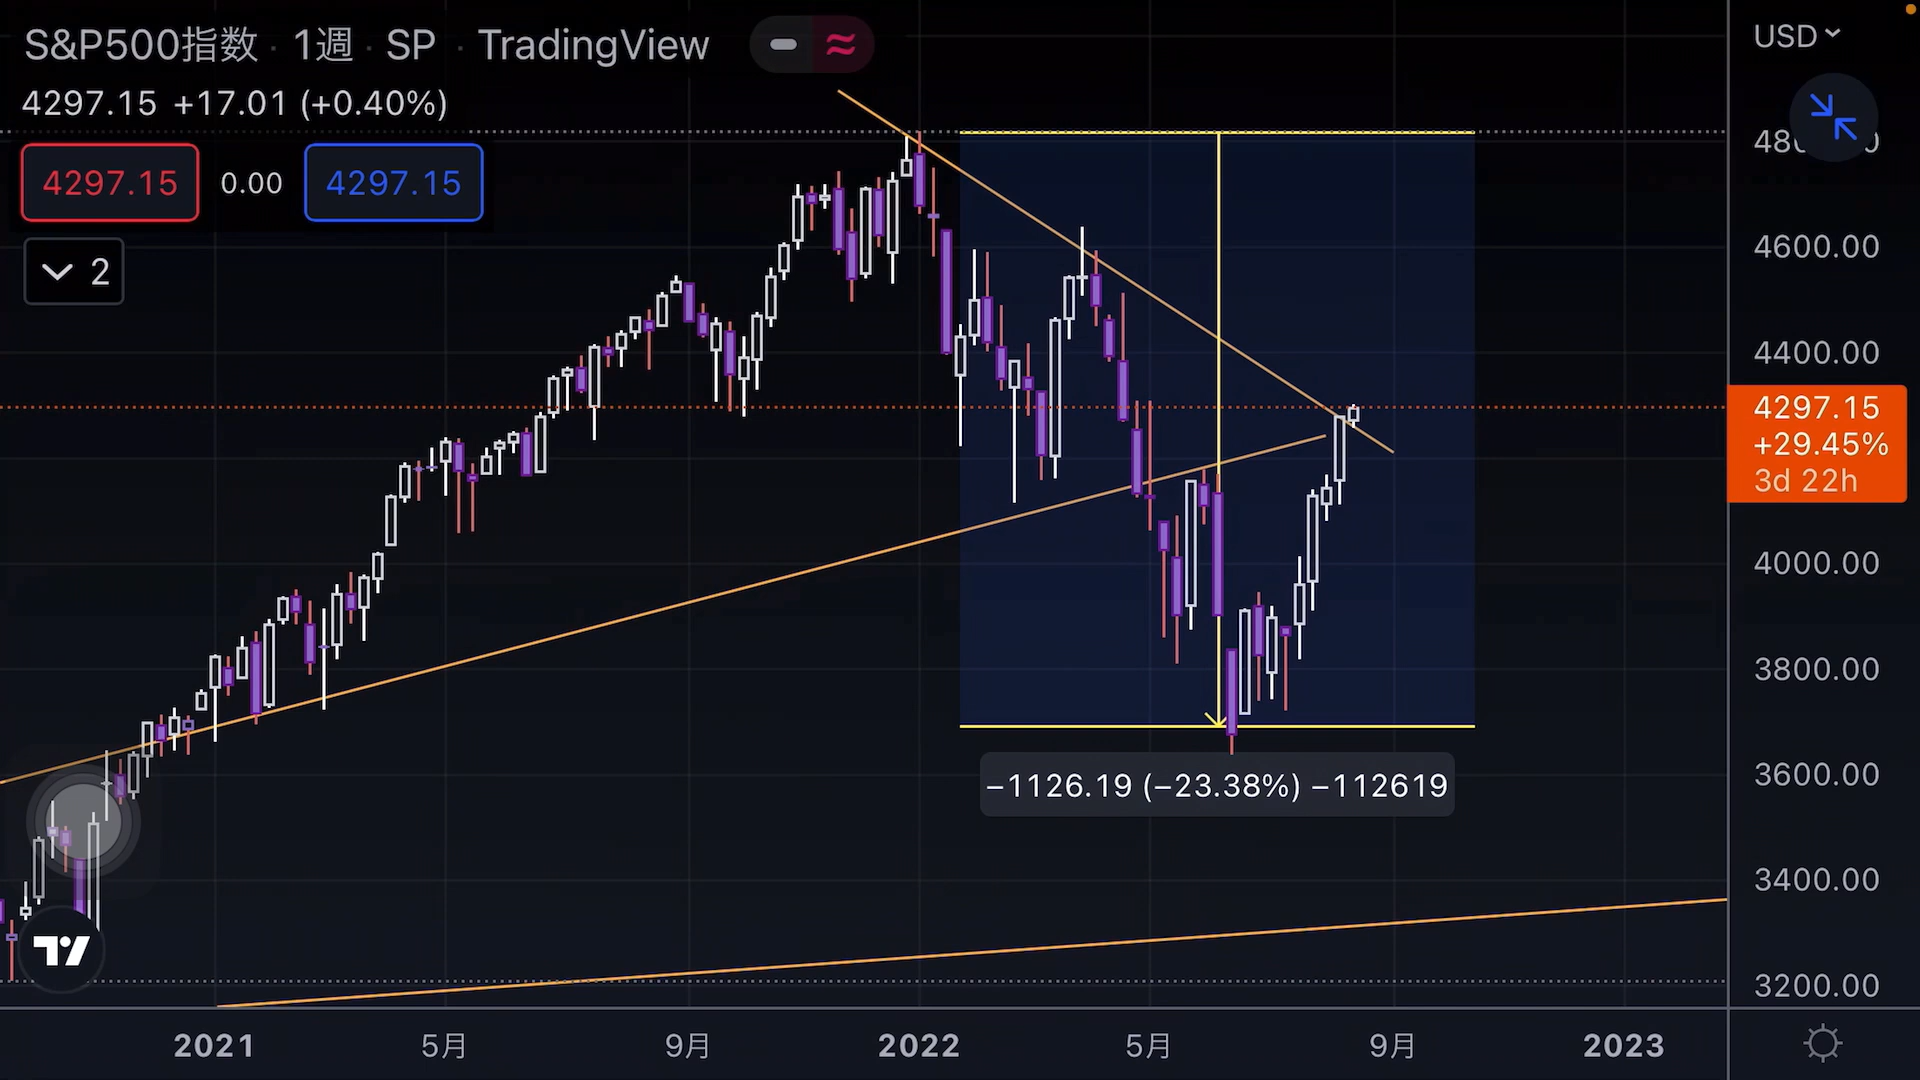 S&P500指数 · 1週 · SP · TradingView
USD
4297.15 +17.01 (+0.40%)
4297.15 0.00 4297.15
2
4600.00
4400.00
4297.15
+29.45%
3d 22h
4000.00
3800.00
3600.00
3400.00
3200.00
−1126.19 (−23.38%) −112619
2021 5月 9月 2022 5月 9月 2023